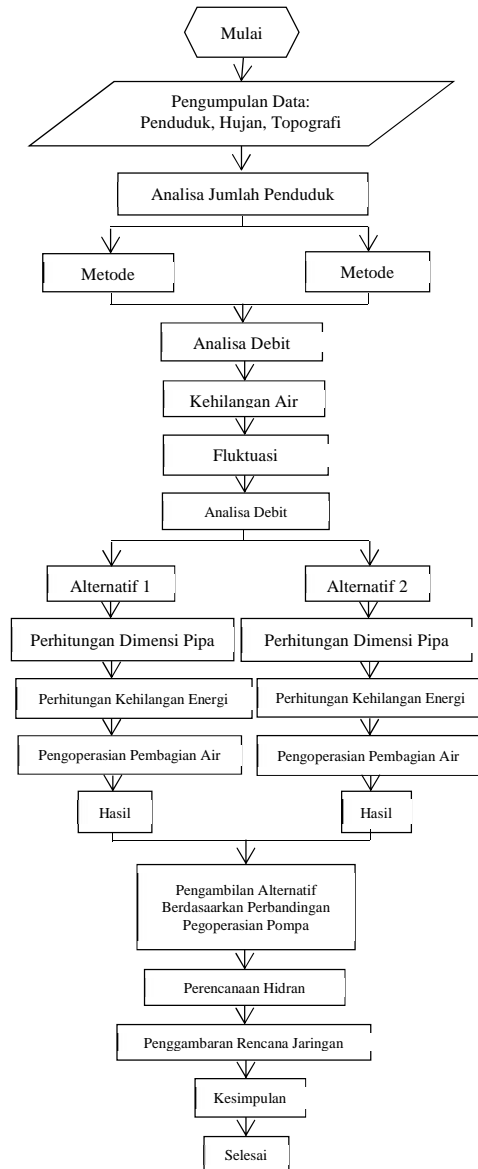 Mulai
Pengumpulan Data:
Penduduk, Hujan, Topografi
Analisa Jumlah Penduduk
Metode
Metode
Analisa Debit
Kehilangan Air
Fluktuasi
Analisa Debit
Alternatif 1
Alternatif 2
Perhitungan Dimensi Pipa
Perhitungan Dimensi Pipa
Perhitungan Kehilangan Energi
Perhitungan Kehilangan Energi
Pengoperasian Pembagian Air
Pengoperasian Pembagian Air
Hasil
Hasil
Pengambilan Alternatif
Berdasaarkan Perbandingan
Pegoperasian Pompa
Perencanaan Hidran
Penggambaran Rencana Jaringan
Kesimpulan
Selesai